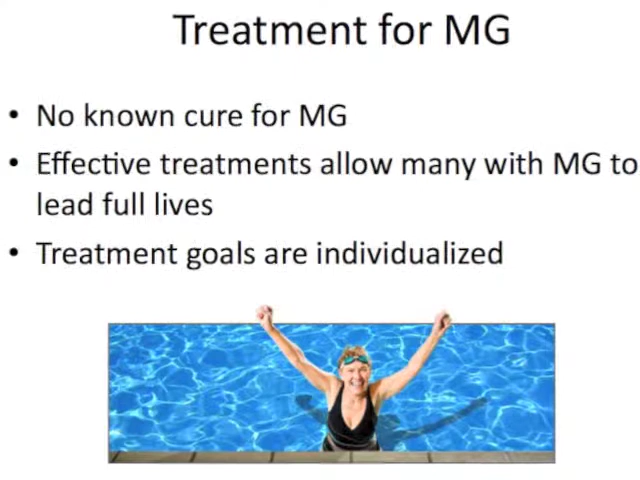 Treatment for MG
• No known cure for MG
• Effective treatments allow many with MG to
lead full lives
• Treatment goals are individualized